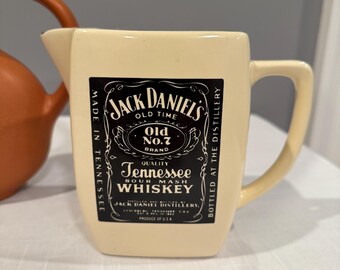 JACK DANIEL'S
OLD TIME
Old
No.7
BRAND
QUALITY
Tennessee
SOUR MASH
WHISKEY
JACK DANIEL DISTILLERY,
PRODUCE OF U.S.A
MADE IN TENNESSEE
BOTTLED AT THE DISTILLERY